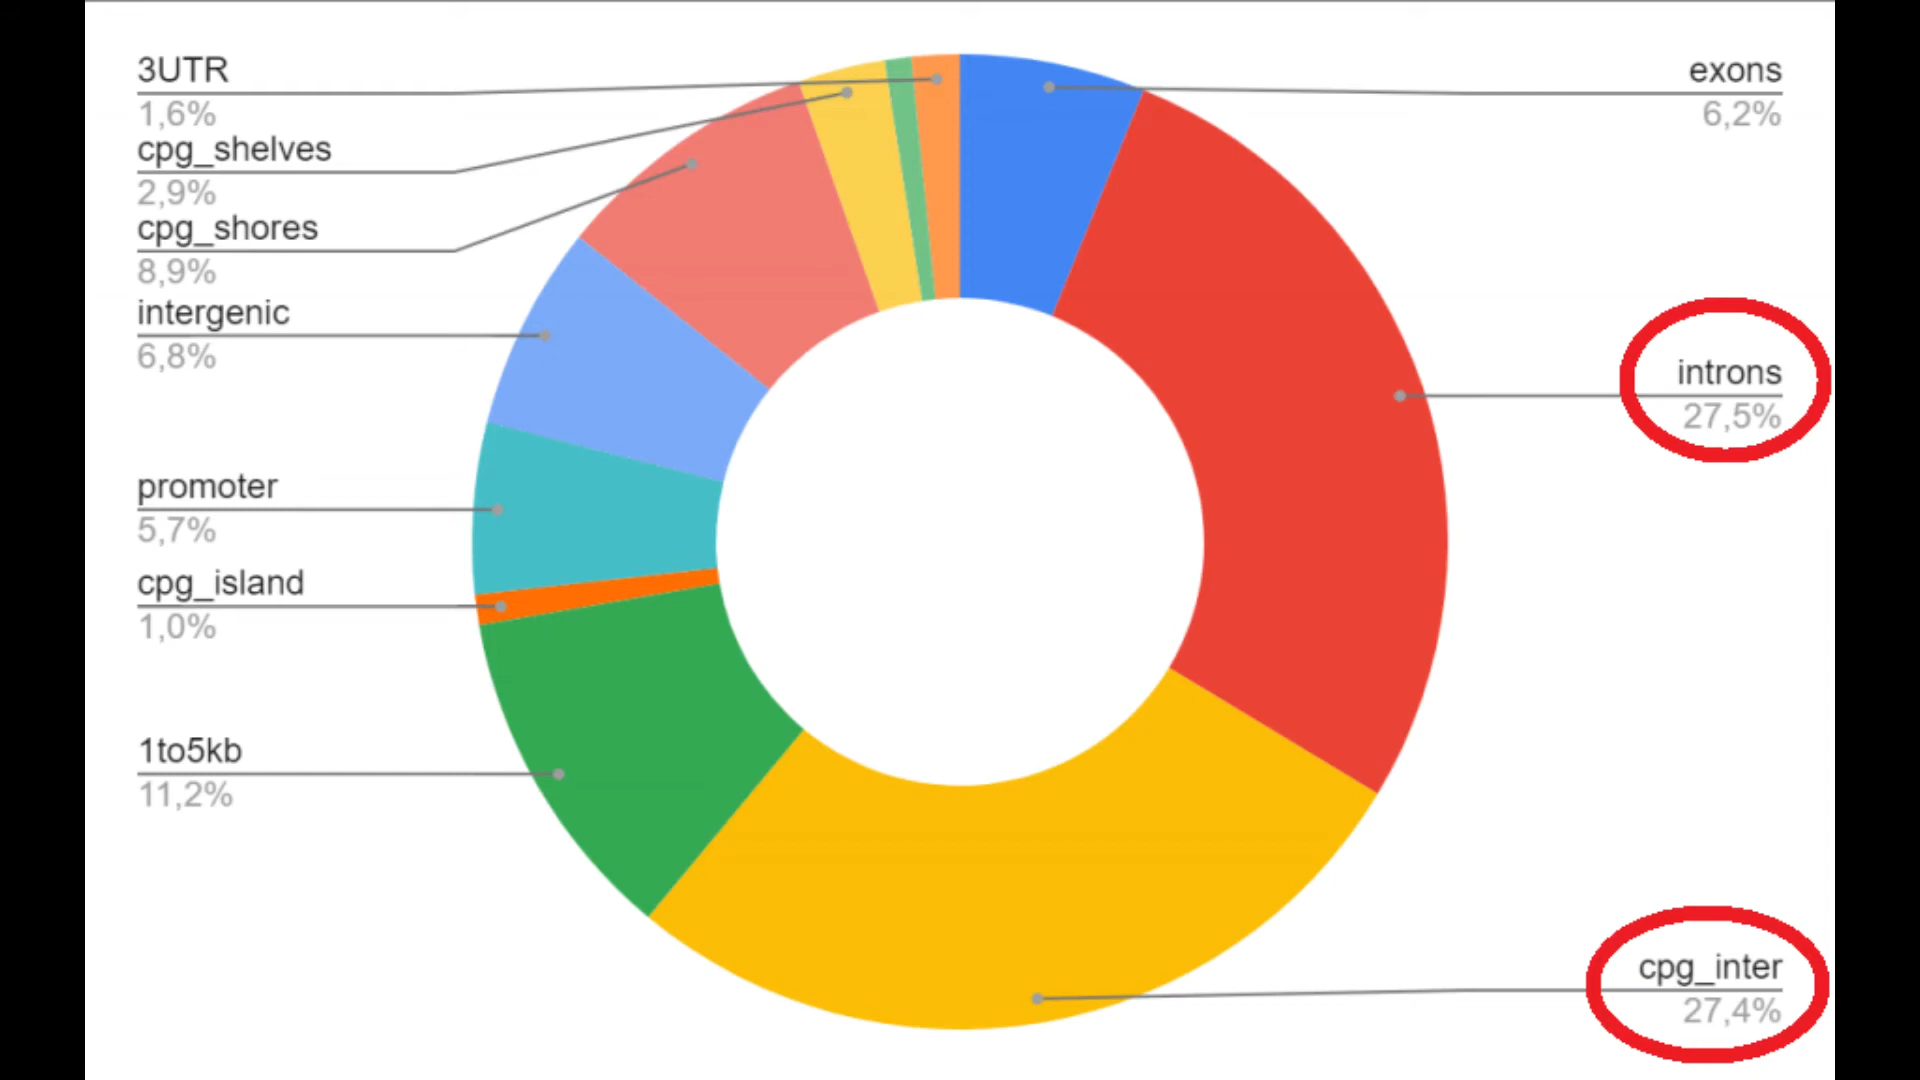 3UTR
1,6%
cpg_shelves
2,9%
cpg_shores
8,9%
intergenic
6,8%
promoter
5,7%
cpg_island
1,0%
1to5kb
11,2%
exons
6,2%
introns
27,5%
cpg_inter
27,4%